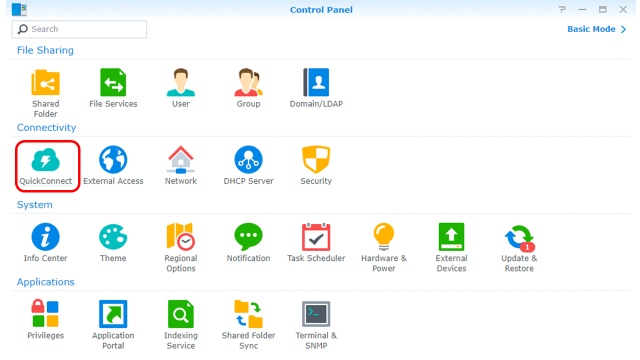 Control Panel
Search
Basic Mode
File Sharing
Shared
Folder
File Services
User
Group
Domain/LDAP
Connectivity
QuickConnect
External Access
Network
DHCP Server
Security
System
Info Center
Theme
Regional
Options
Notification
Task Scheduler
Hardware &
Power
External
Devices
1
Update &
Restore
Applications
Privileges
Application
Portal
Indexing
Service
Shared Folder
Sync
Terminal &
SNMP